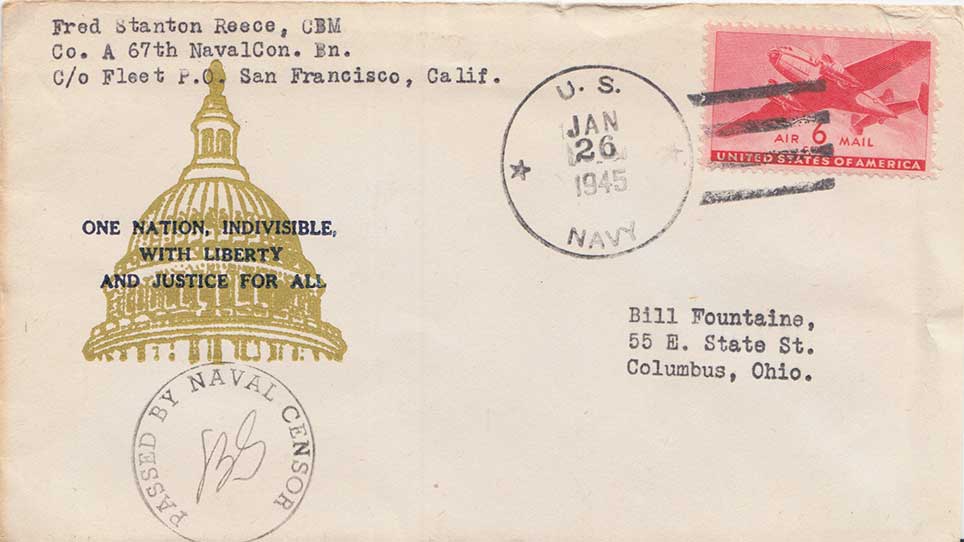 Fred Stanton Reece, CBM
Co. A 67th NavalCon. Bn.
C/o Fleet P.O. San Francisco, Calif.
U. S.
JAN
26
1945
NAVY
AIR 6 MAIL
UNITED STATES OF AMERICA
ONE NATION, INDIVISIBLE,
WITH LIBERTY
AND JUSTICE FOR ALL
Bill Fountaine,
55 E. State St.
Columbus, Ohio.
PASSED BY NAVAL CENSOR